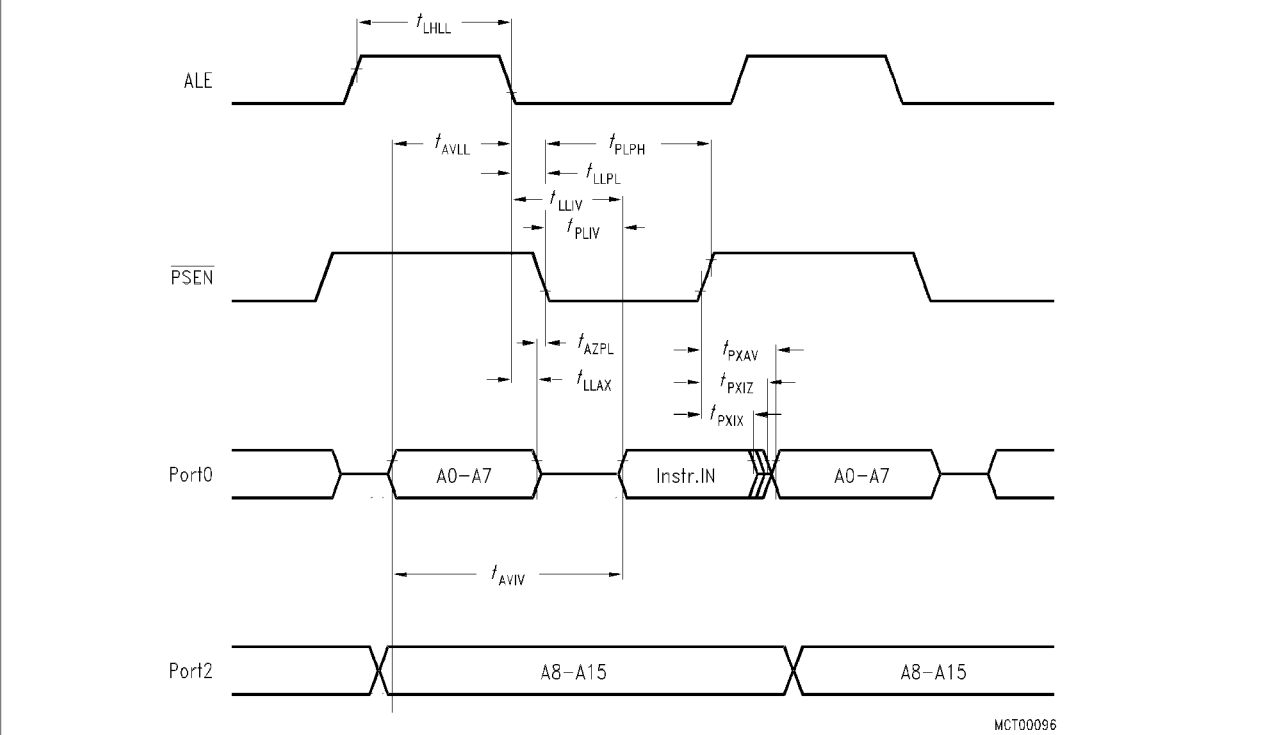 tLHLL
ALE
tAVLL tPLPH
tLLPL
tLLIV
tPLIV
PSEN
tAZPL tPXAV
tLLAX tPXIZ
tPXIX
Port0 A0–A7 Instr.IN A0–A7
tAVIV
Port2 A8–A15 A8–A15
MCT00096